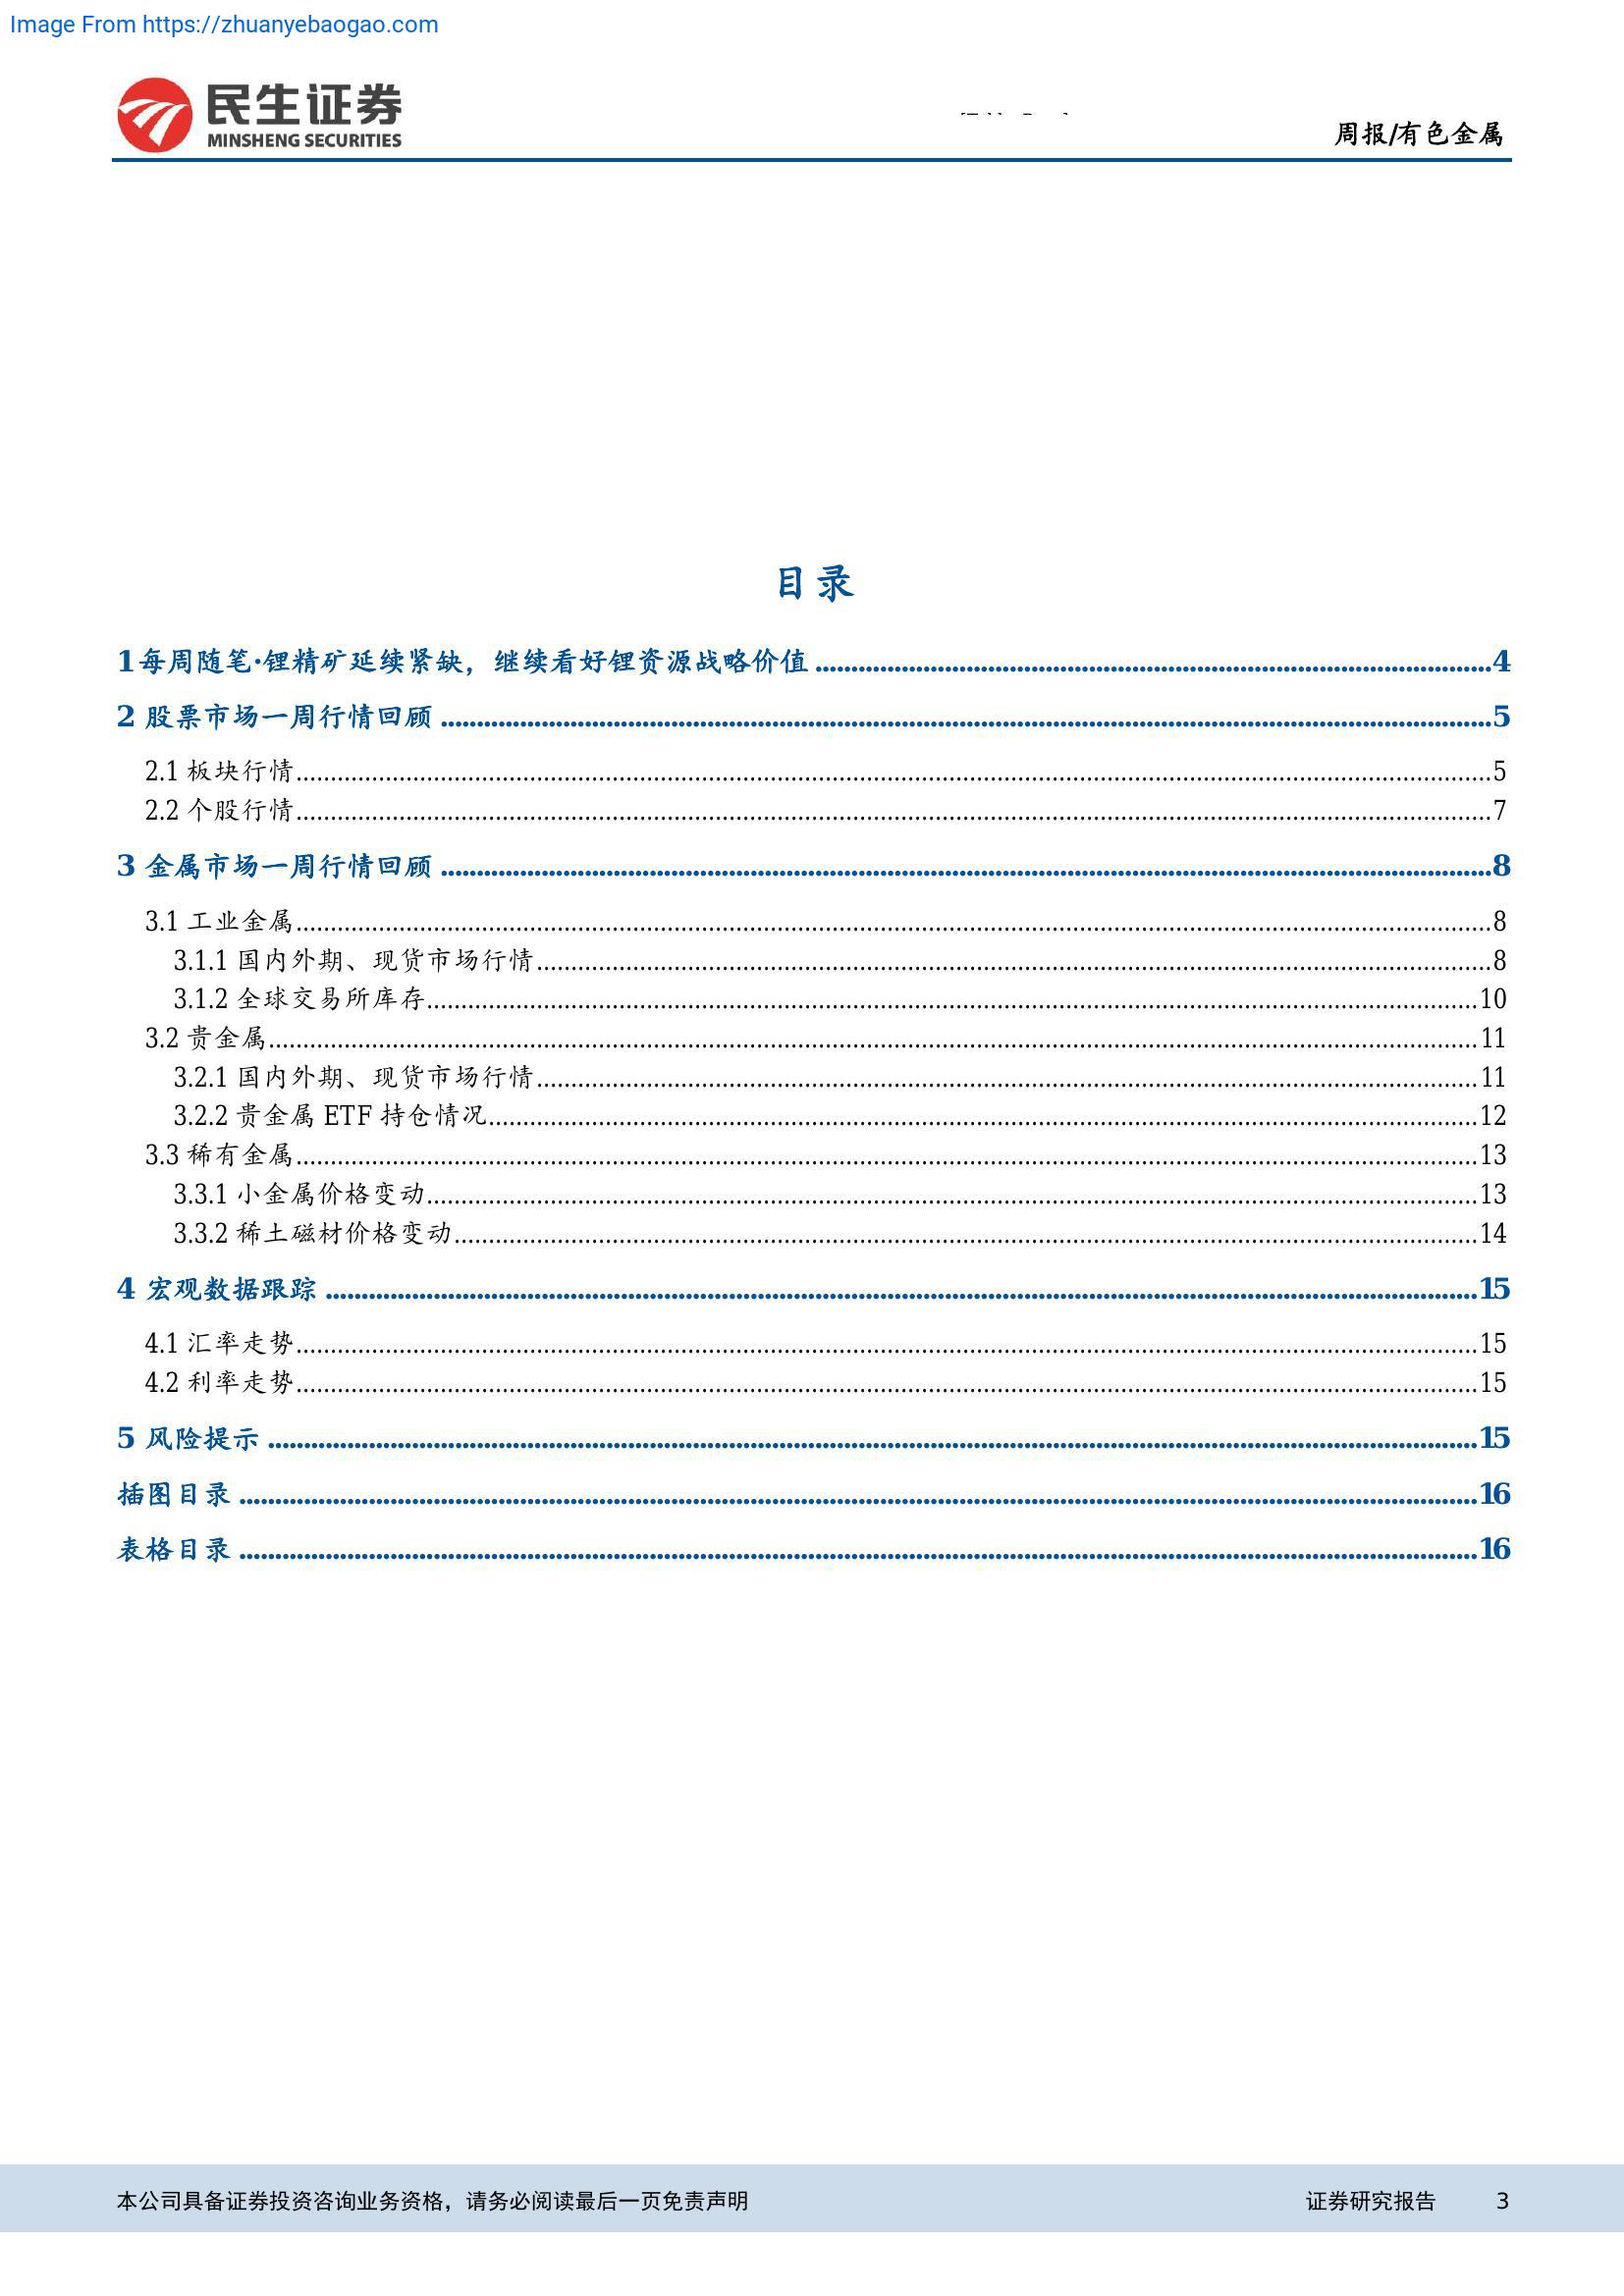 Image From https://zhuanyebaogao.com
民生证券
MINSHENG SECURITIES
周报/有色金属
目录
1每周随笔·锂精矿延续紧缺，继续看好锂资源战略价值 ........ 4
2 股票市场一周行情回顾 ........ 5
2.1 板块行情 ........ 5
2.2 个股行情 ........ 7
3 金属市场一周行情回顾 ........ 8
3.1 工业金属 ........ 8
3.1.1 国内外期、现货市场行情 ........ 8
3.1.2 全球交易所库存 ........ 10
3.2 贵金属 ........ 11
3.2.1 国内外期、现货市场行情 ........ 11
3.2.2 贵金属 ETF 持仓情况 ........ 12
3.3 稀有金属 ........ 13
3.3.1 小金属价格变动 ........ 13
3.3.2 稀土磁材价格变动 ........ 14
4 宏观数据跟踪 ........ 15
4.1 汇率走势 ........ 15
4.2 利率走势 ........ 15
5 风险提示 ........ 15
插图目录 ........ 16
表格目录 ........ 16
本公司具备证券投资咨询业务资格，请务必阅读最后一页免责声明 证券研究报告 3